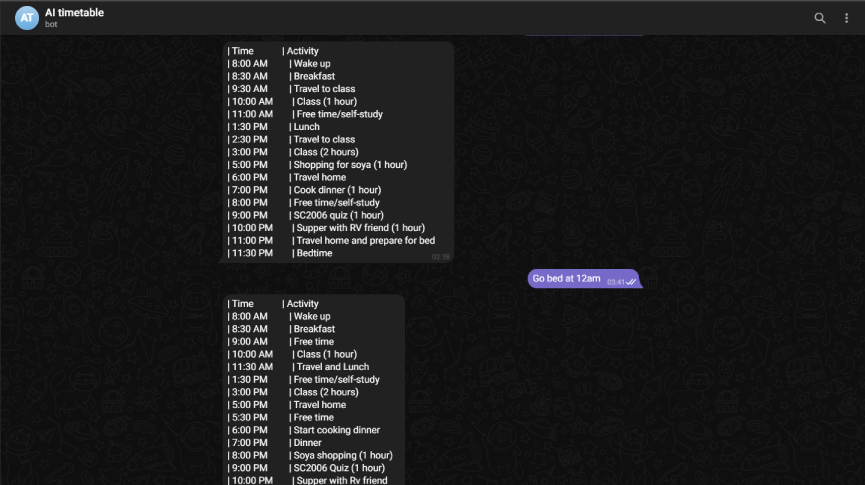 AT
AI timetable
bot
| Time | Activity
| 8:00 AM | Wake up
| 8:30 AM | Breakfast
| 9:30 AM | Travel to class
| 10:00 AM | Class (1 hour)
| 11:00 AM | Free time/self-study
| 1:30 PM | Lunch
| 2:30 PM | Travel to class
| 3:00 PM | Class (2 hours)
| 5:00 PM | Shopping for soya (1 hour)
| 6:00 PM | Travel home
| 7:00 PM | Cook dinner (1 hour)
| 8:00 PM | Free time/self-study
| 9:00 PM | SC2006 quiz (1 hour)
| 10:00 PM | Supper with RV friend (1 hour)
| 11:00 PM | Travel home and prepare for bed
| 11:30 PM | Bedtime
02:38
Go bed at 12am 03:41
| Time | Activity
| 8:00 AM | Wake up
| 8:30 AM | Breakfast
| 9:00 AM | Free time
| 10:00 AM | Class (1 hour)
| 11:30 AM | Travel and Lunch
| 1:30 PM | Free time/self-study
| 3:00 PM | Class (2 hours)
| 5:00 PM | Travel home
| 5:30 PM | Free time
| 6:00 PM | Start cooking dinner
| 7:00 PM | Dinner
| 8:00 PM | Soya shopping (1 hour)
| 9:00 PM | SC2006 Quiz (1 hour)
| 10:00 PM | Supper with Rv friend